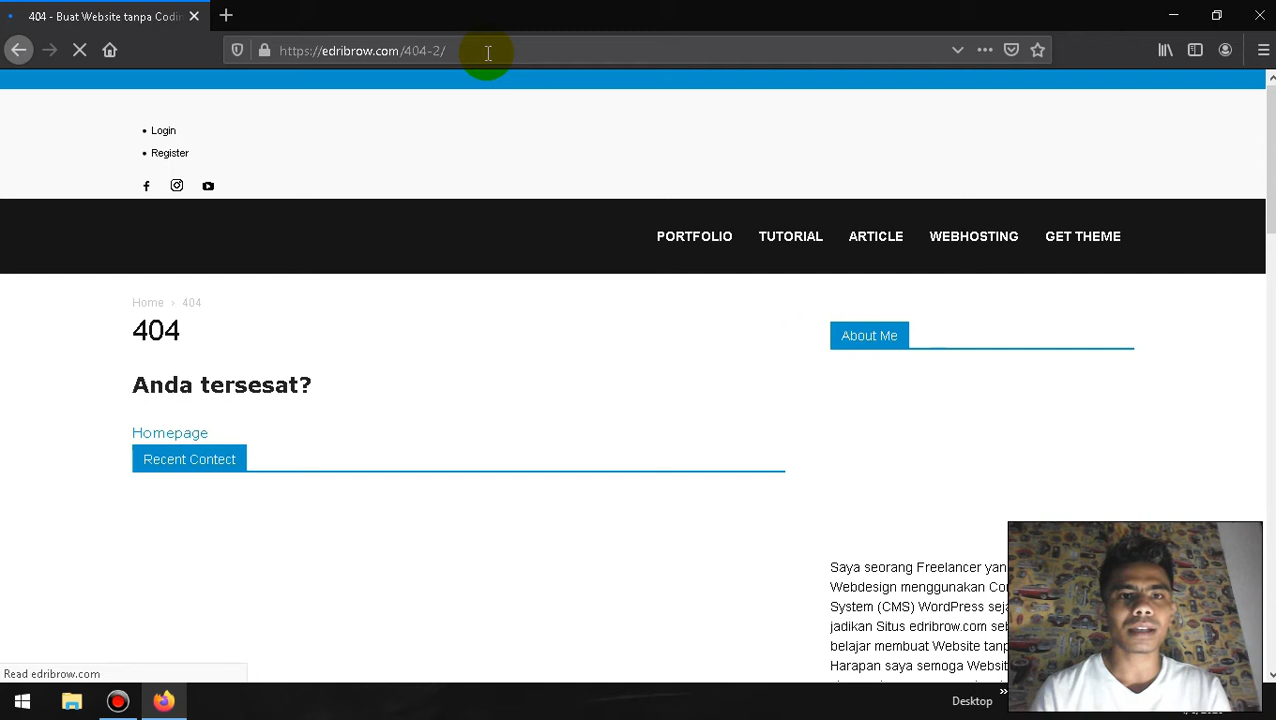 404 - Buat Website tanpa Codin
https://edribrow.com/404-2/
Login
Register
PORTFOLIO TUTORIAL ARTICLE WEBHOSTING GET THEME
Home › 404
404
Anda tersesat?
Homepage
Recent Contect
About Me
Saya seorang Freelancer yan
Webdesign menggunakan Co
System (CMS) WordPress seja
jadikan Situs edribrow.com seb
belajar membuat Website tanp
Harapan saya semoga Websit
Read edribrow.com
Desktop